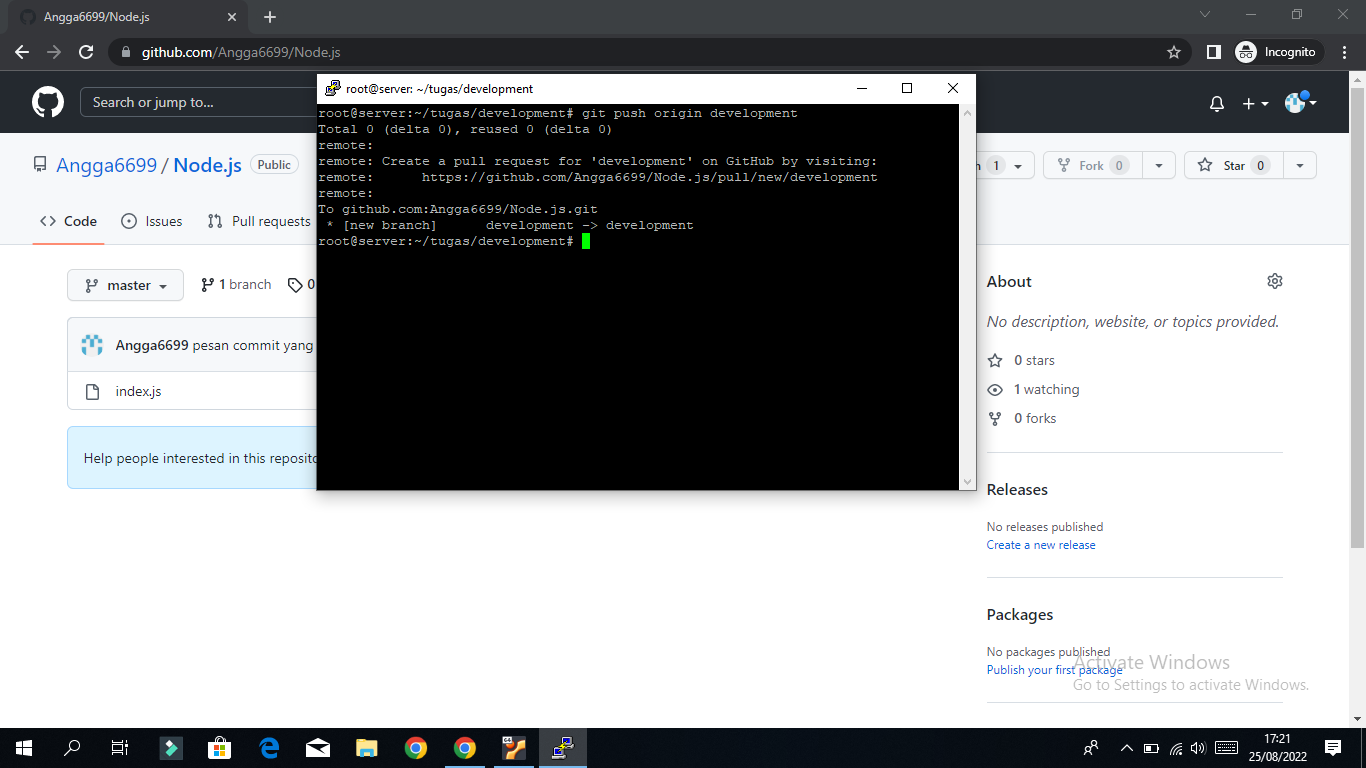 Angga6699/Node.js
github.com/Angga6699/Node.js
Incognito
Search or jump to...
root@server: ~/tugas/development
root@server:~/tugas/development# git push origin development
Total 0 (delta 0), reused 0 (delta 0)
remote:
remote: Create a pull request for 'development' on GitHub by visiting:
remote:      https://github.com/Angga6699/Node.js/pull/new/development
remote:
To github.com:Angga6699/Node.js.git
 * [new branch]      development -> development
root@server:~/tugas/development#
Angga6699 / Node.js Public
1
Fork 0
Star 0
Code
Issues
Pull requests
master
1 branch
0
Angga6699 pesan commit yang
index.js
Help people interested in this reposito
About
No description, website, or topics provided.
0 stars
1 watching
0 forks
Releases
No releases published
Create a new release
Packages
No packages published
Publish your first package
Activate Windows
Go to Settings to activate Windows.
64
17:21
25/08/2022